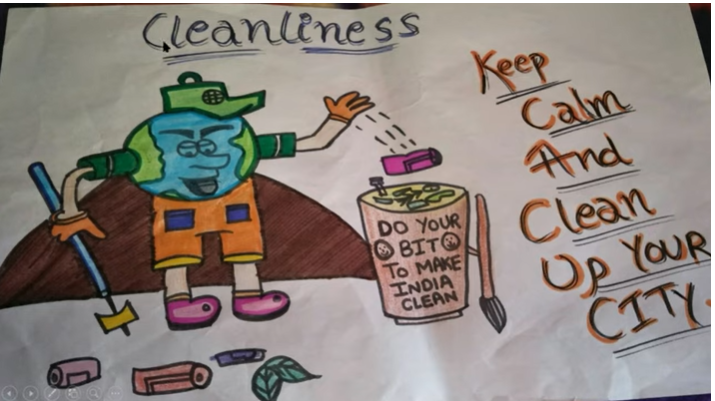 Cleanliness
Keep
Calm
And
Clean
Up YOUR
CITY.
DO YOUR
BIT
TO MAKE
INDIA
CLEAN